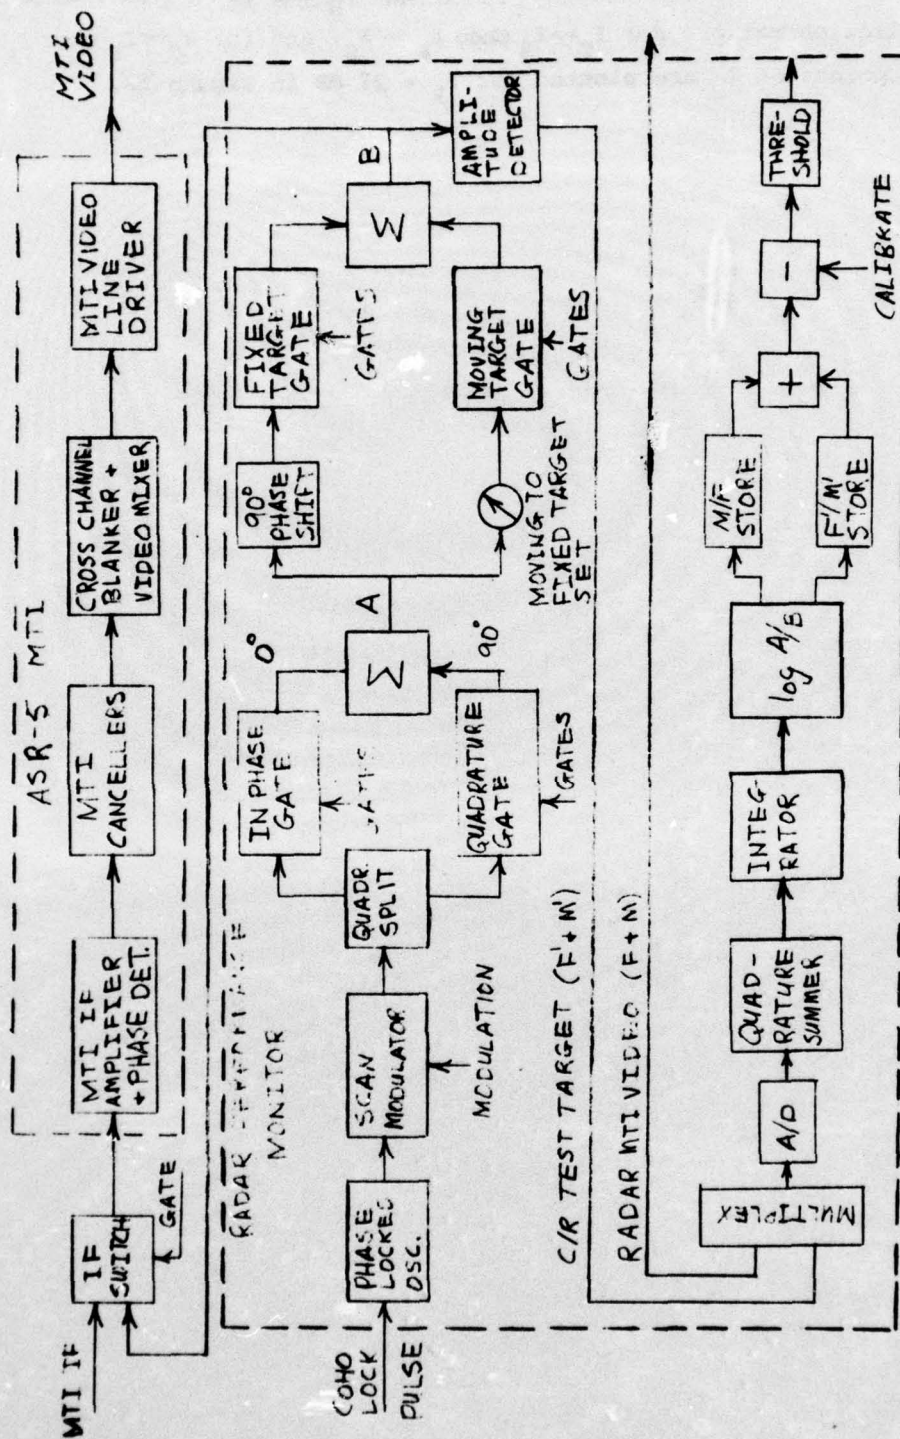 MTI IF
IF
SWITCH
GATE
ASR-5 MTI
MTI IF
AMPLIFIER
+ PHASE DET.
MTI
CANCELLERS
CROSS CHANNEL
BLANKER +
VIDEO MIXER
MTI VIDEO
LINE
DRIVER
MTI
VIDEO
RADAR
MONITOR
COHO
LOCK
PULSE
PHASE
LOCKED
OSC.
SCAN
MODULATOR
MODULATION
QUADR.
SPLIT
IN PHASE
GATE
QUADRATURE
GATE
GATES
0°
90°
Σ
A
90°
PHASE
SHIFT
MOVING TO
FIXED TARGET
SET
FIXED
TARGET
GATE
GATES
MOVING
TARGET
GATE
GATES
Σ
B
AMPLI-
TUDE
DETECTOR
C/R TEST TARGET (F'+M')
RADAR MTI VIDEO (F+M)
MULTIPLEX
A/D
QUAD-
RATURE
SUMMER
INTEG-
RATOR
log A/B
M/F
STORE
F'/M'
STORE
+
-
CALIBRATE
THRE-
SHOLD